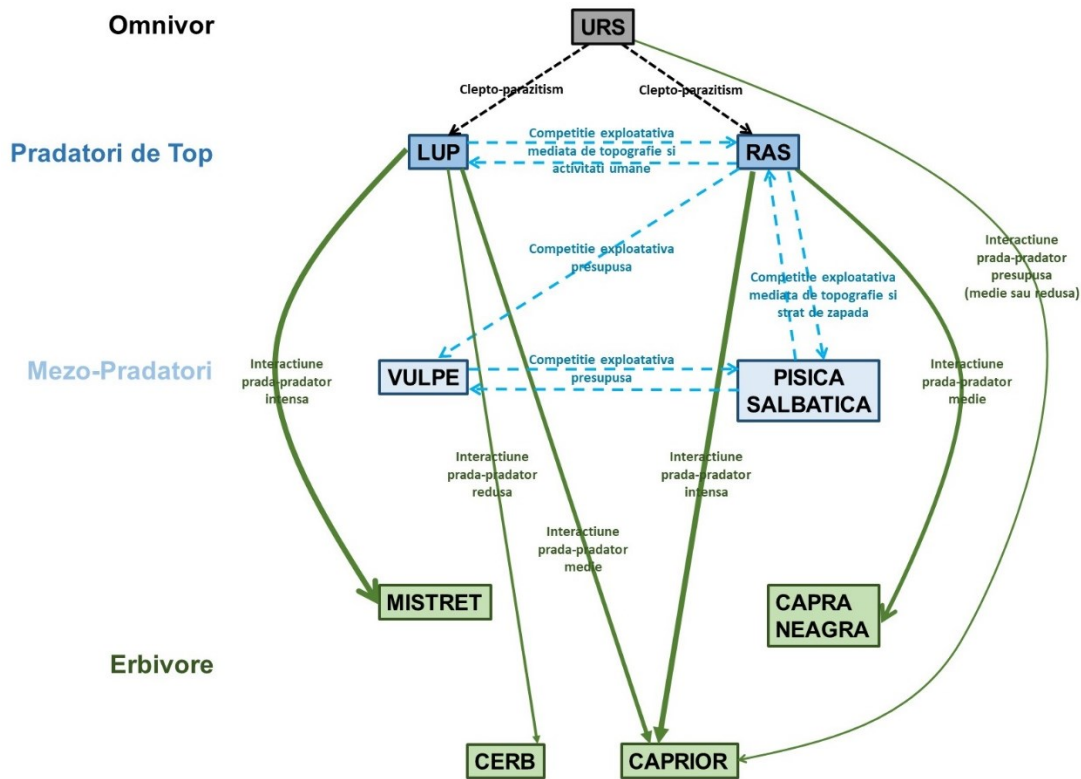 Omnivor
URS
Clepto-parazitism
Clepto-parazitism
Pradatori de Top
LUP
Competitie exploatativa
mediata de topografie si
activitati umane
RAS
Competitie exploatativa
presupusa
Competitie exploatativa
mediata de topografie si
strat de zapada
Interactiune
prada-pradator
presupusa
(medie sau redusa)
Mezo-Pradatori
Interactiune
prada-pradator
intensa
VULPE
Competitie exploatativa
presupusa
PISICA
SALBATICA
Interactiune
prada-pradator
medie
Interactiune
prada-pradator
redusa
Interactiune
prada-pradator
intensa
Interactiune
prada-pradator
medie
MISTRET
CAPRA
NEAGRA
Erbivore
CERB
CAPRIOR